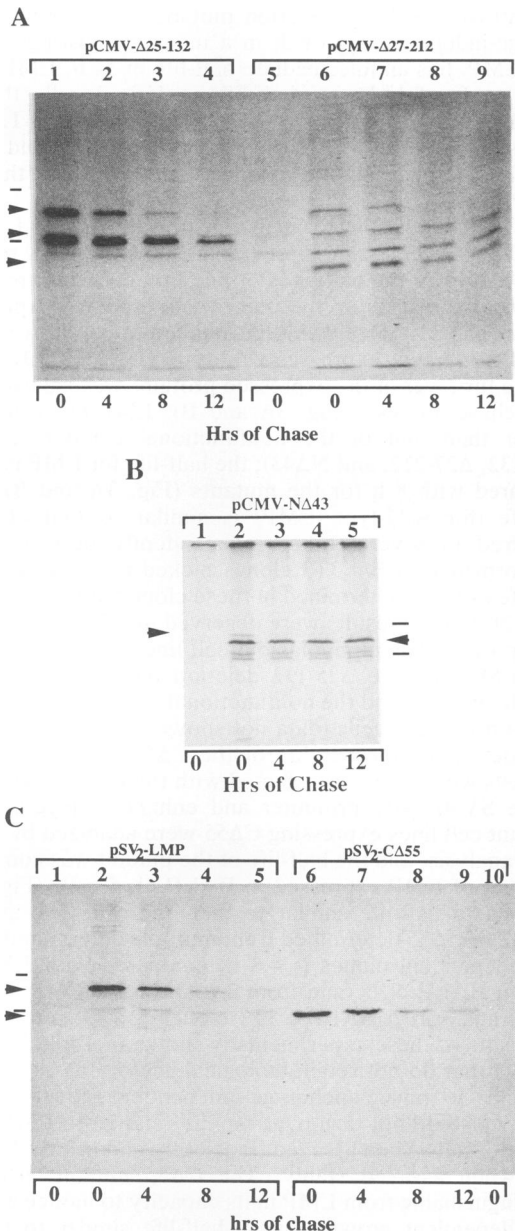 A
pCMV-Δ25-132 pCMV-Δ27-212
1 2 3 4 5 6 7 8 9
0 4 8 12 0 0 4 8 12
Hrs of Chase
B
pCMV-NΔ43
1 2 3 4 5
0 0 4 8 12
Hrs of Chase
C
pSV2-LMP pSV2-CΔ55
1 2 3 4 5 6 7 8 9 10
0 0 4 8 12 0 4 8 12 0
hrs of chase